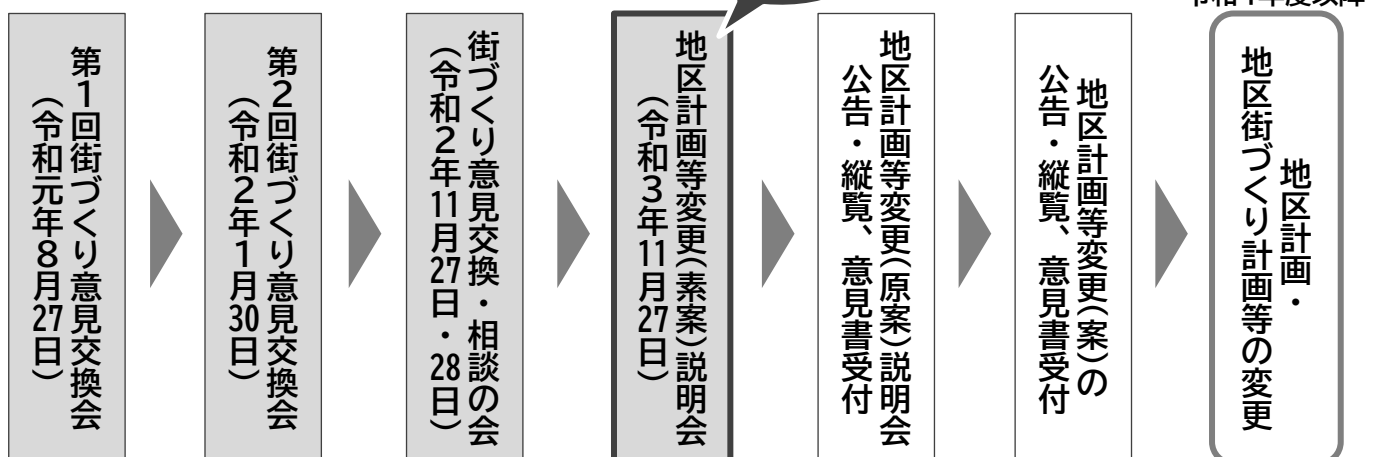 第1回街づくり意見交換会
(令和元年8月27日)
第2回街づくり意見交換会
(令和2年1月30日)
街づくり意見交換・相談の会
(令和2年11月27日・28日)
地区計画等変更(素案)説明会
(令和3年11月27日)
地区計画等変更(原案)説明会
公告・縦覧、意見書受付
地区計画等変更(案)の
公告・縦覧、意見書受付
地区計画・
地区街づくり計画等の変更